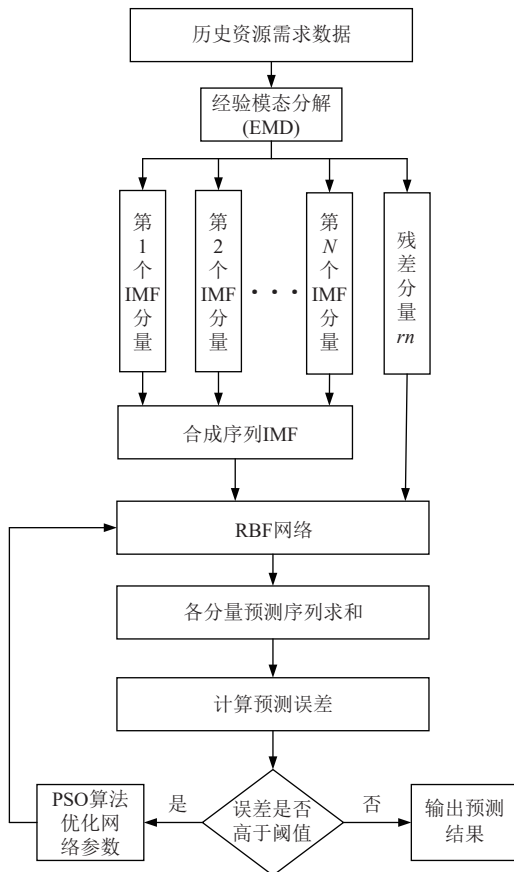 历史资源需求数据
经验模态分解
(EMD)
第
1
个
IMF
分
量
第
2
个
IMF
分
量
· · ·
第
N
个
IMF
分
量
残
差
分
量
rn
合成序列IMF
RBF网络
各分量预测序列求和
计算预测误差
PSO算法
优化网
络参数
是
误差是否
高于阈值
否
输出预测
结果